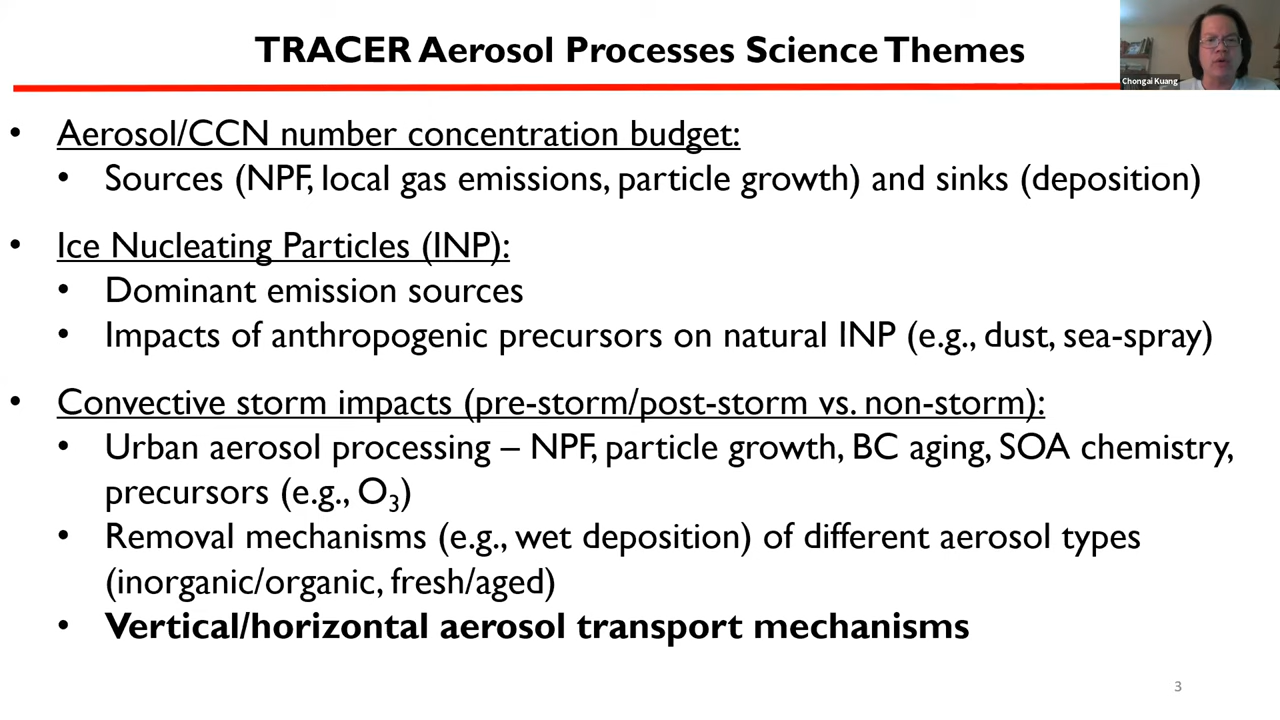 TRACER Aerosol Processes Science Themes
Chongai Kuang
• Aerosol/CCN number concentration budget:
• Sources (NPF, local gas emissions, particle growth) and sinks (deposition)
• Ice Nucleating Particles (INP):
• Dominant emission sources
• Impacts of anthropogenic precursors on natural INP (e.g., dust, sea-spray)
• Convective storm impacts (pre-storm/post-storm vs. non-storm):
• Urban aerosol processing – NPF, particle growth, BC aging, SOA chemistry,
precursors (e.g., O₃)
• Removal mechanisms (e.g., wet deposition) of different aerosol types
(inorganic/organic, fresh/aged)
• Vertical/horizontal aerosol transport mechanisms
3